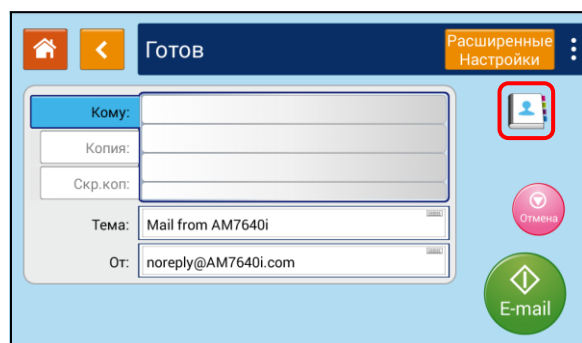 Готов
Расширенные
Настройки
Кому:
Копия:
Скр.коп:
Тема: Mail from AM7640i
От: noreply@AM7640i.com
Отмена
E-mail